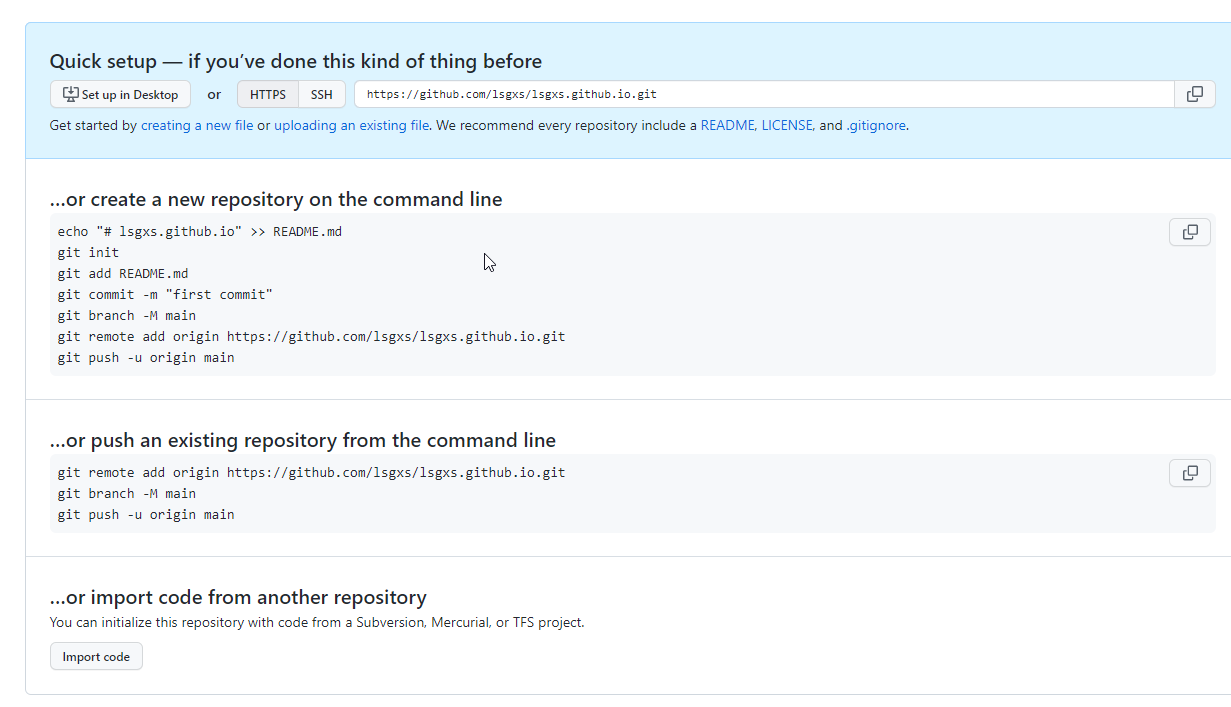 Quick setup — if you’ve done this kind of thing before
Set up in Desktop or HTTPS SSH https://github.com/lsgxs/lsgxs.github.io.git
Get started by creating a new file or uploading an existing file. We recommend every repository include a README, LICENSE, and .gitignore.
…or create a new repository on the command line
echo "# lsgxs.github.io" >> README.md
git init
git add README.md
git commit -m "first commit"
git branch -M main
git remote add origin https://github.com/lsgxs/lsgxs.github.io.git
git push -u origin main
…or push an existing repository from the command line
git remote add origin https://github.com/lsgxs/lsgxs.github.io.git
git branch -M main
git push -u origin main
…or import code from another repository
You can initialize this repository with code from a Subversion, Mercurial, or TFS project.
Import code